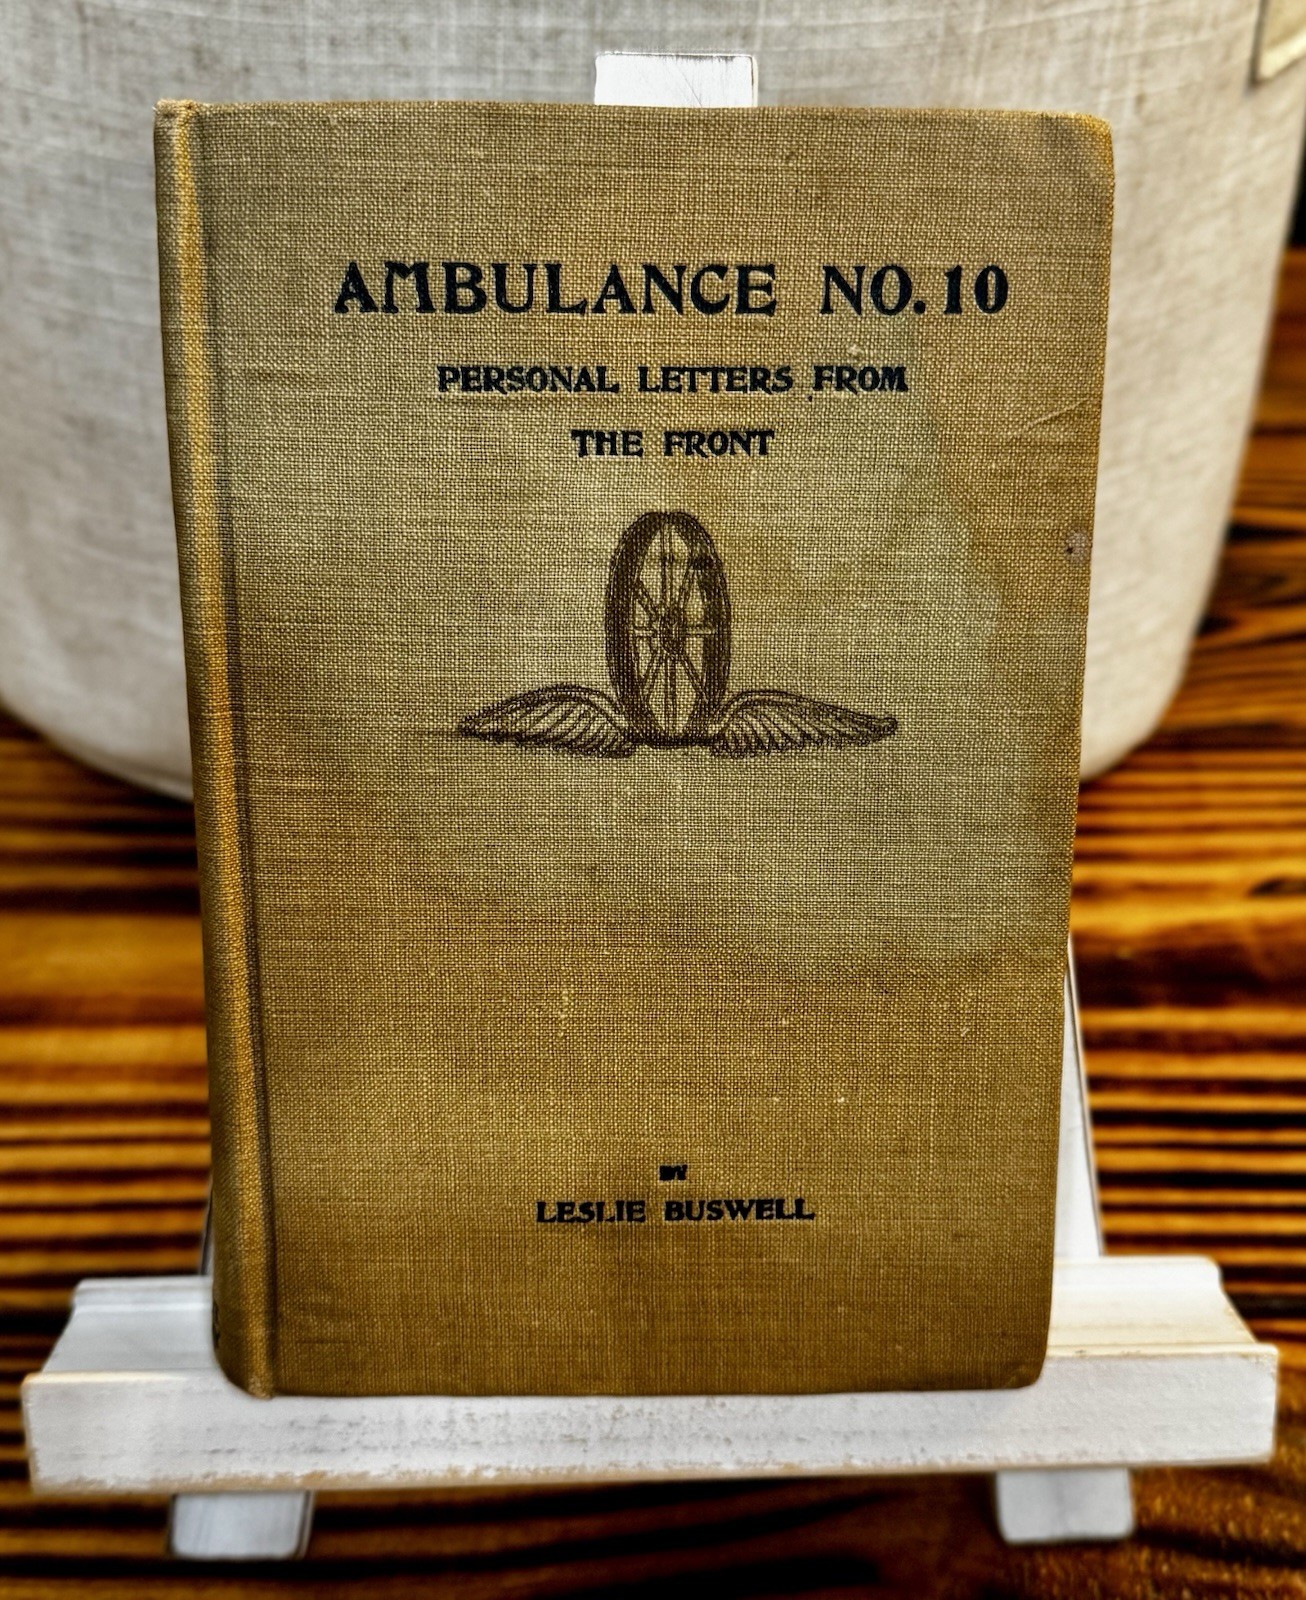 AMBULANCE NO. 10
PERSONAL LETTERS FROM
THE FRONT
BY
LESLIE BUSWELL